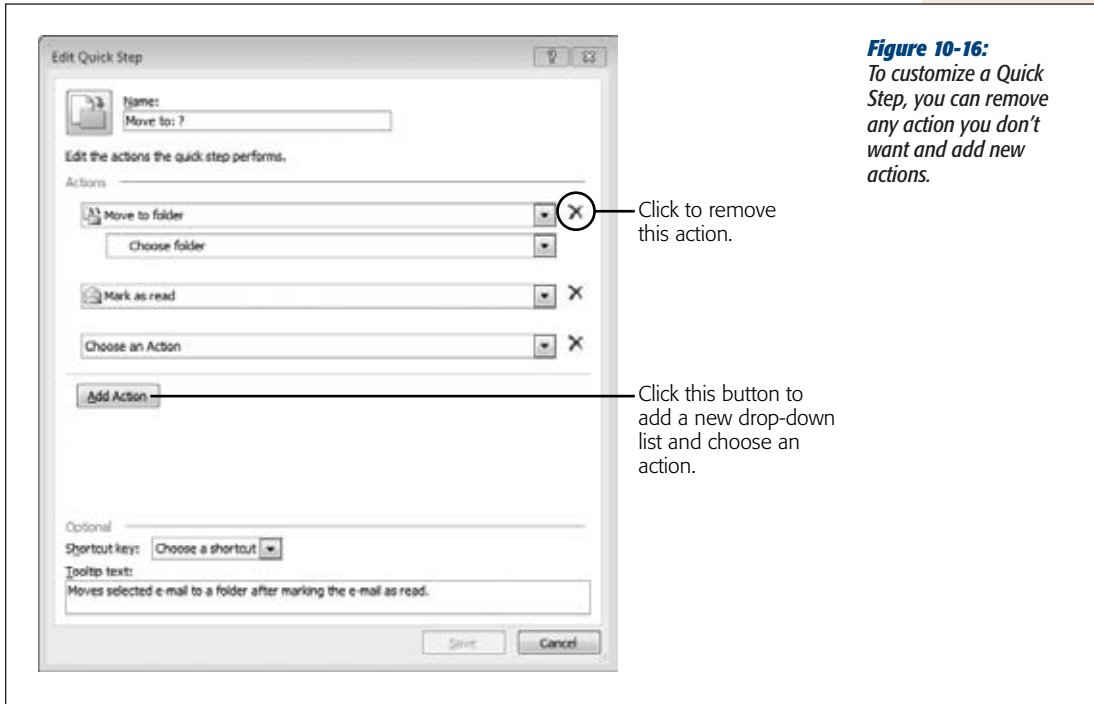 Edit Quick Step
Name:
Move to: ?
Edit the actions the quick step performs.
Actions
Move to folder
Choose folder
Mark as read
Choose an Action
Add Action
Optional
Shortcut key: Choose a shortcut
Tooltip text:
Moves selected e-mail to a folder after marking the e-mail as read.
Save
Cancel
Click to remove
this action.
Click this button to
add a new drop-down
list and choose an
action.
Figure 10-16:
To customize a Quick
Step, you can remove
any action you don't
want and add new
actions.